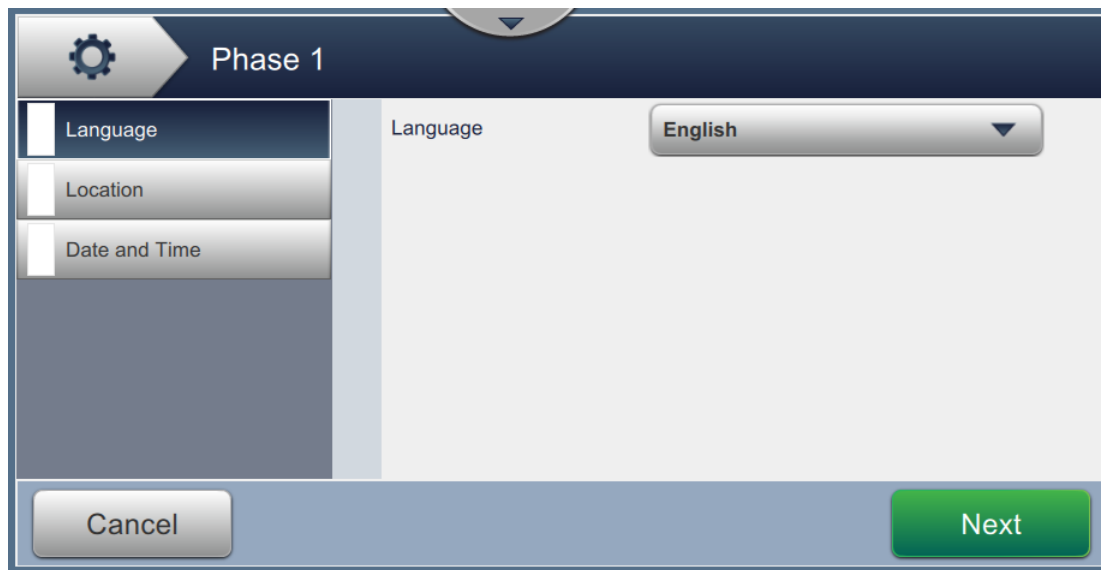 Phase 1
Language
Location
Date and Time
Language
English
Cancel
Next